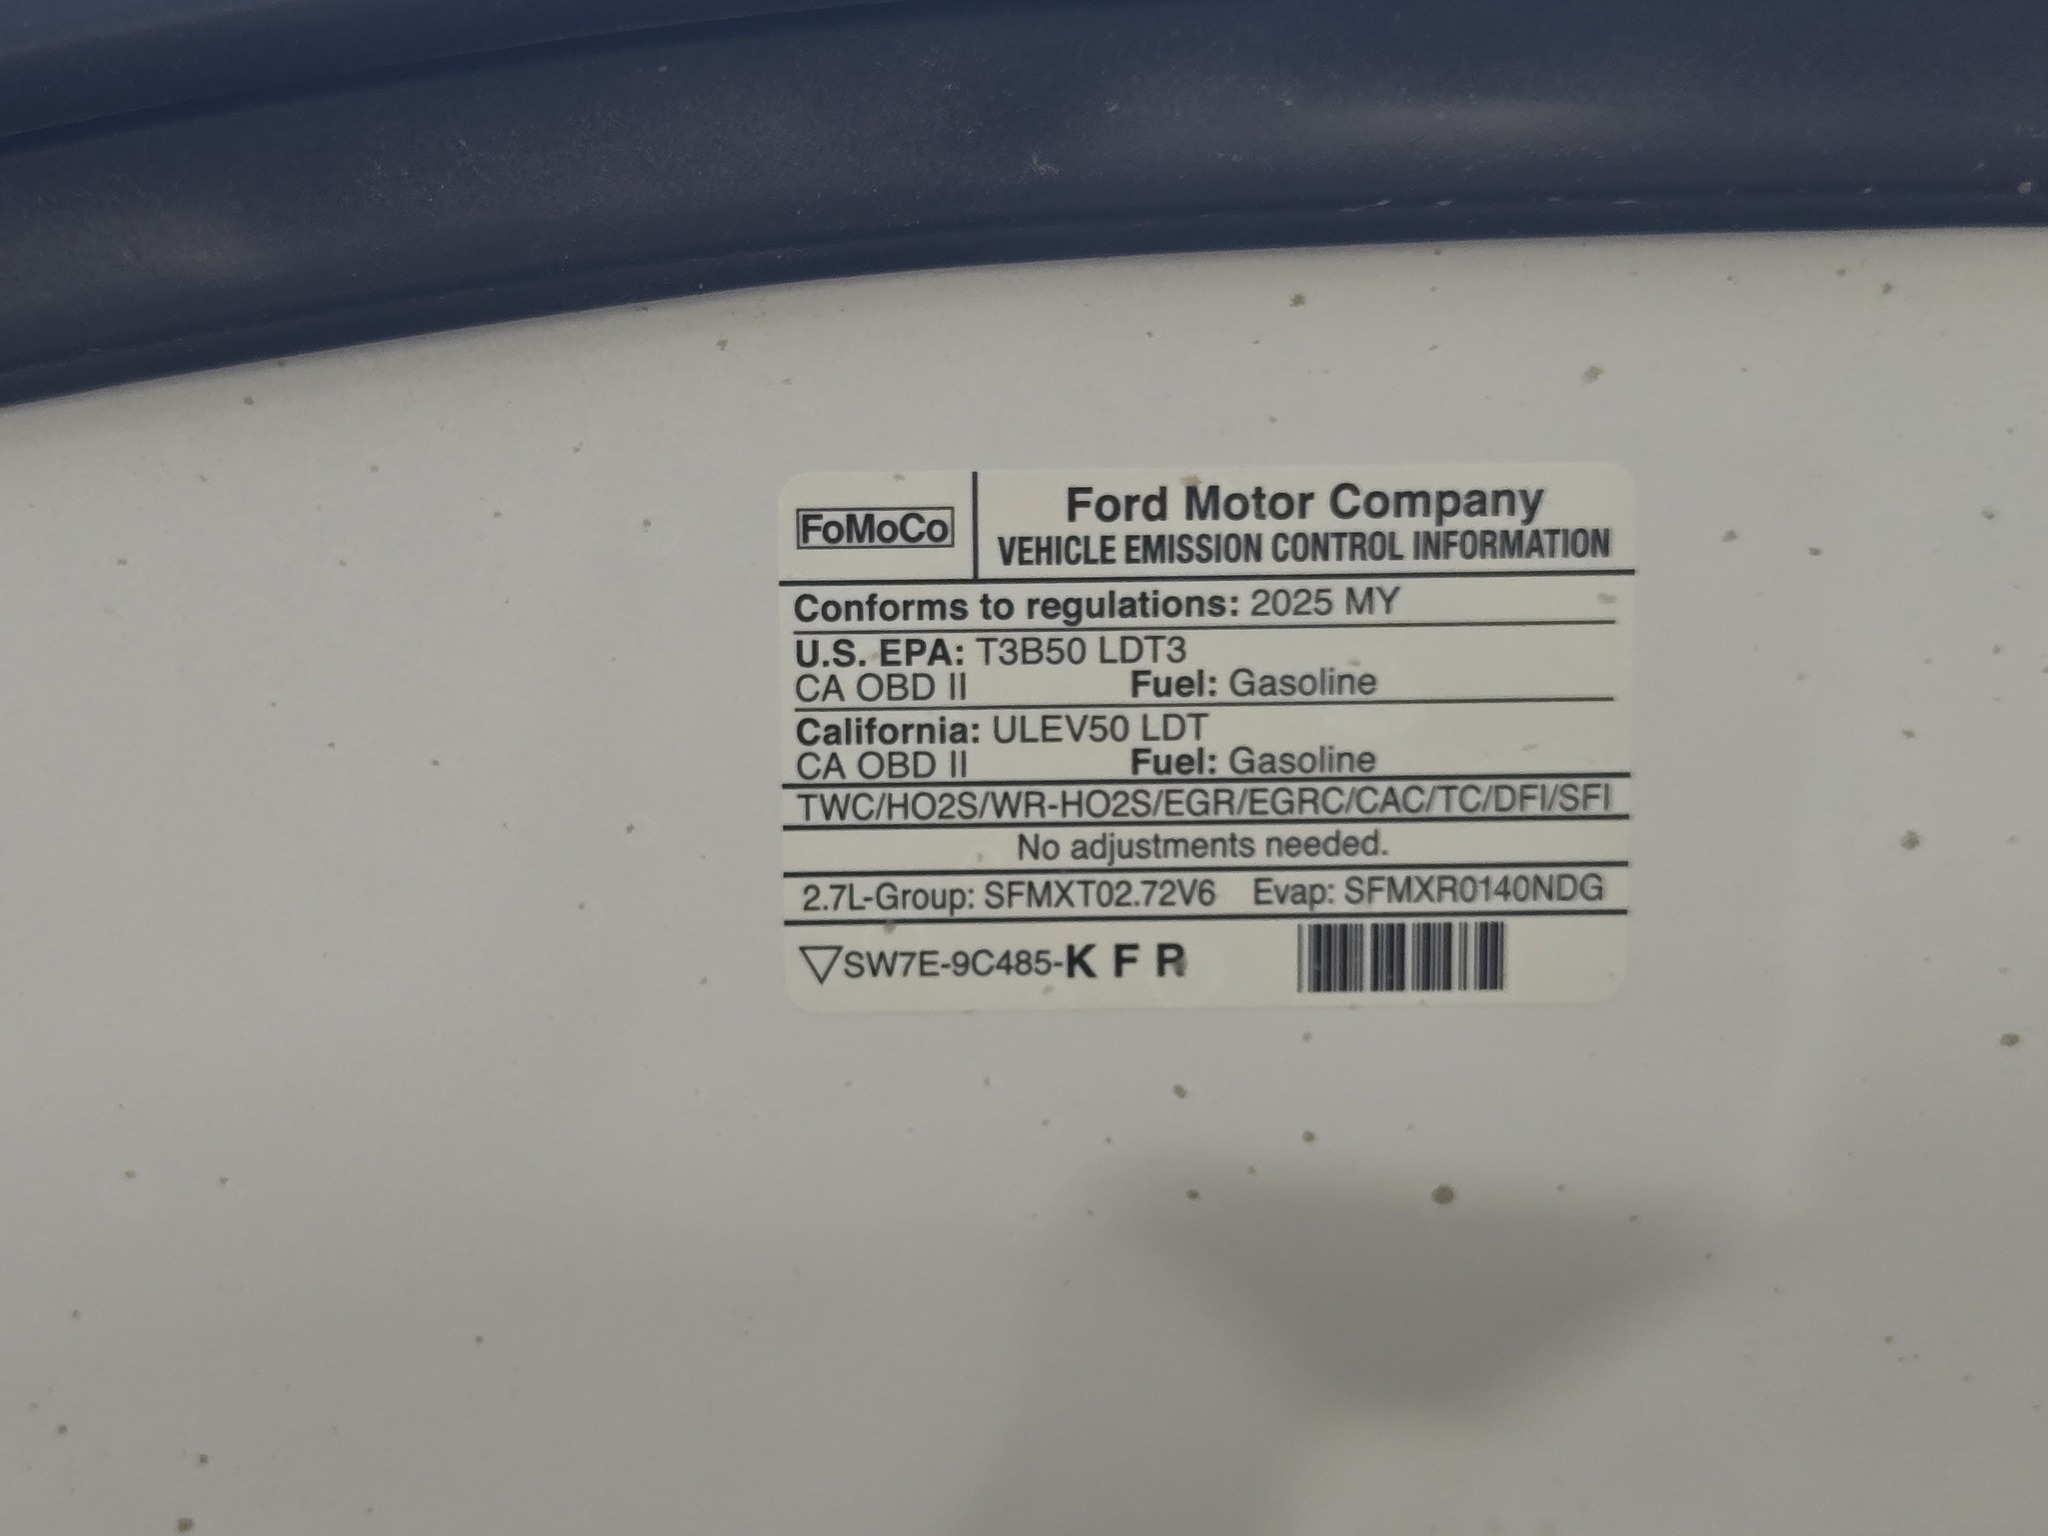 FoMoCo
Ford Motor Company
VEHICLE EMISSION CONTROL INFORMATION
Conforms to regulations: 2025 MY
U.S. EPA: T3B50 LDT3
CA OBD II Fuel: Gasoline
California: ULEV50 LDT
CA OBD II Fuel: Gasoline
TWC/HO2S/WR-HO2S/EGR/EGRC/CAC/TC/DFI/SFI
No adjustments needed.
2.7L-Group: SFMXT02.72V6 Evap: SFMXR0140NDG
▽SW7E-9C485-K F R